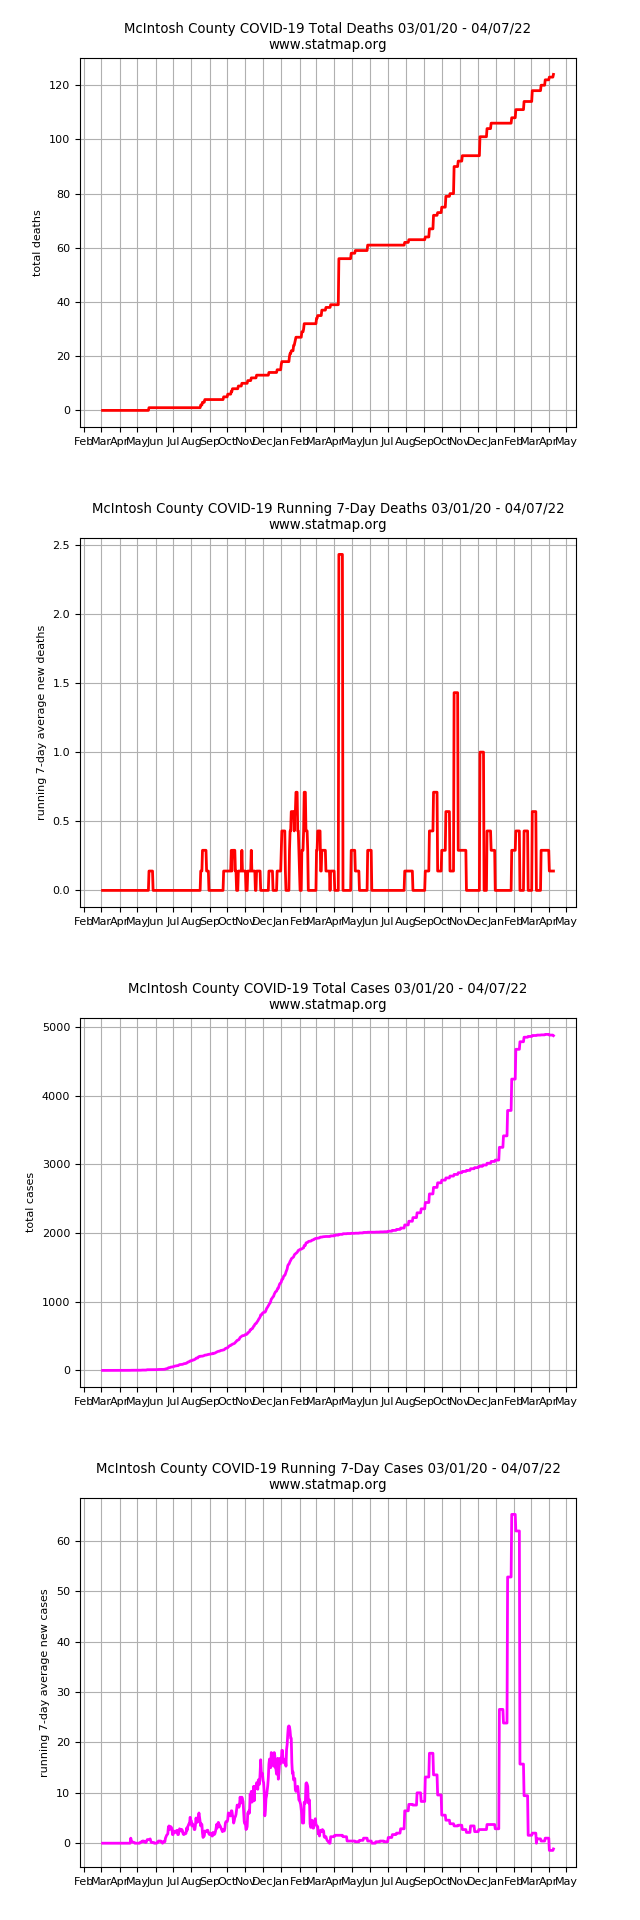 McIntosh County COVID-19 Total Deaths 03/01/20 - 04/07/22
www.statmap.org
120
100
80
60
40
20
0
total deaths
Feb Mar Apr May Jun Jul Aug Sep Oct Nov Dec Jan Feb Mar Apr May Jun Jul Aug Sep Oct Nov Dec Jan Feb Mar Apr May
McIntosh County COVID-19 Running 7-Day Deaths 03/01/20 - 04/07/22
www.statmap.org
2.5
2.0
1.5
1.0
0.5
0.0
running 7-day average new deaths
Feb Mar Apr May Jun Jul Aug Sep Oct Nov Dec Jan Feb Mar Apr May Jun Jul Aug Sep Oct Nov Dec Jan Feb Mar Apr May
McIntosh County COVID-19 Total Cases 03/01/20 - 04/07/22
www.statmap.org
5000
4000
3000
2000
1000
0
total cases
Feb Mar Apr May Jun Jul Aug Sep Oct Nov Dec Jan Feb Mar Apr May Jun Jul Aug Sep Oct Nov Dec Jan Feb Mar Apr May
McIntosh County COVID-19 Running 7-Day Cases 03/01/20 - 04/07/22
www.statmap.org
60
50
40
30
20
10
0
running 7-day average new cases
Feb Mar Apr May Jun Jul Aug Sep Oct Nov Dec Jan Feb Mar Apr May Jun Jul Aug Sep Oct Nov Dec Jan Feb Mar Apr May